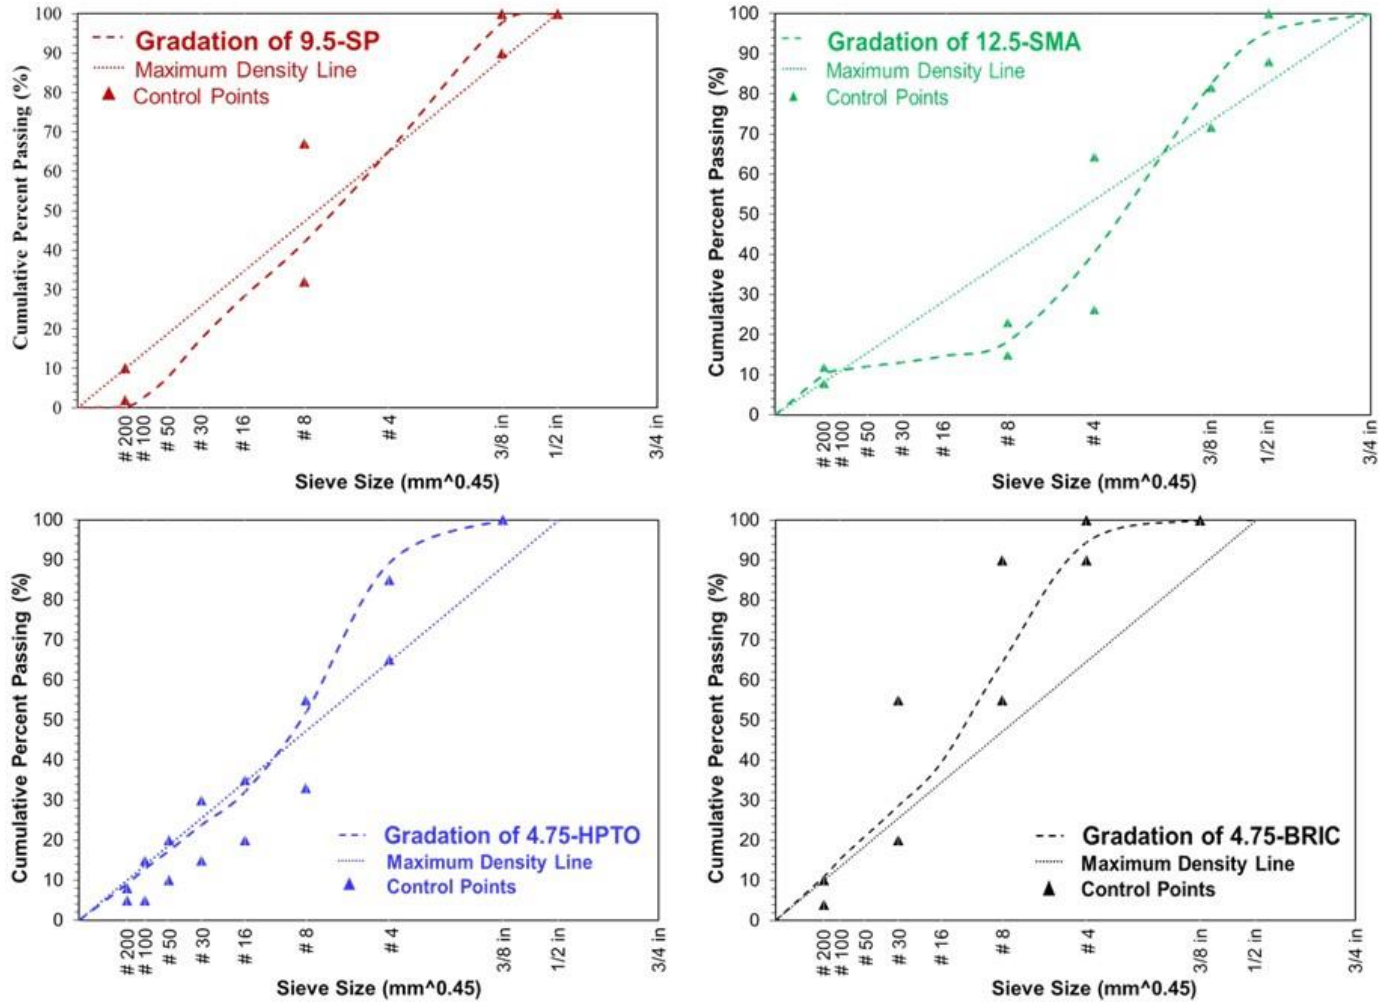 Cumulative Percent Passing (%)
100
90
80
70
60
50
40
30
20
10
0
Gradation of 9.5-SP
Maximum Density Line
Control Points
# 200
# 100
# 50
# 30
# 16
# 8
# 4
3/8 in
1/2 in
3/4 in
Sieve Size (mm^0.45)
Cumulative Percent Passing (%)
100
90
80
70
60
50
40
30
20
10
0
Gradation of 12.5-SMA
Maximum Density Line
Control Points
# 200
# 100
# 50
# 30
# 16
# 8
# 4
3/8 in
1/2 in
3/4 in
Sieve Size (mm^0.45)
Cumulative Percent Passing (%)
100
90
80
70
60
50
40
30
20
10
0
Gradation of 4.75-HPTO
Maximum Density Line
Control Points
# 200
# 100
# 50
# 30
# 16
# 8
# 4
3/8 in
1/2 in
3/4 in
Sieve Size (mm^0.45)
Cumulative Percent Passing (%)
100
90
80
70
60
50
40
30
20
10
0
Gradation of 4.75-BRIC
Maximum Density Line
Control Points
# 200
# 100
# 50
# 30
# 16
# 8
# 4
3/8 in
1/2 in
3/4 in
Sieve Size (mm^0.45)